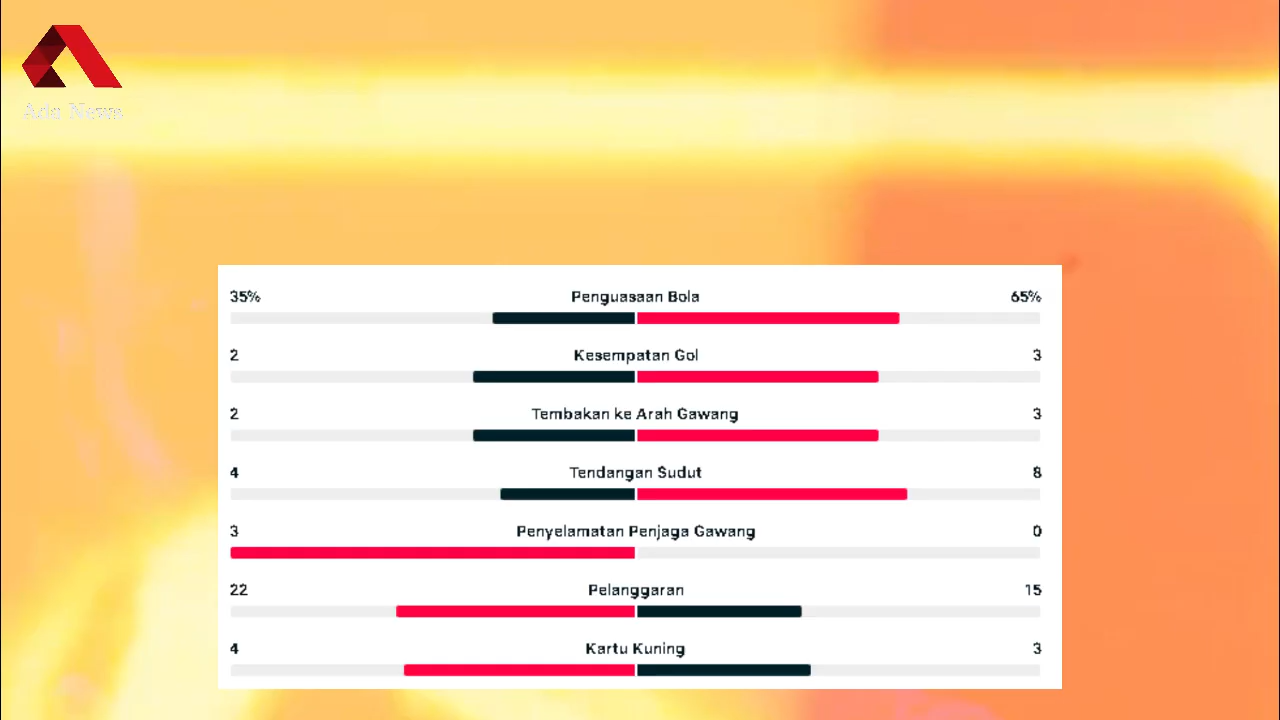 Ada News
35% Penguasaan Bola 65%
2 Kesempatan Gol 3
2 Tembakan ke Arah Gawang 3
4 Tendangan Sudut 8
3 Penyelamatan Penjaga Gawang 0
22 Pelanggaran 15
4 Kartu Kuning 3